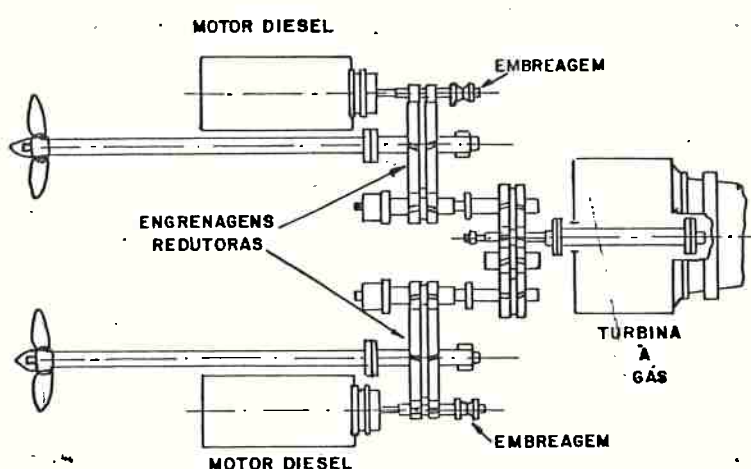 MOTOR DIESEL
EMBREAGEM
ENGRENAGENS
REDUTORAS
TURBINA
A
GÁS
EMBREAGEM
MOTOR DIESEL